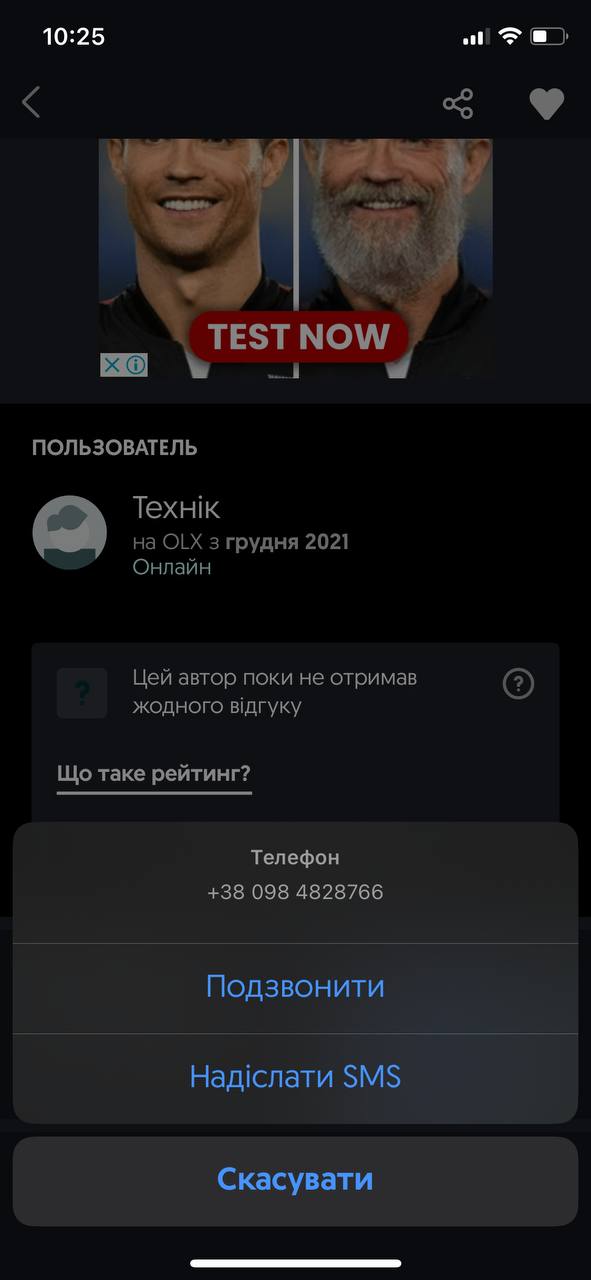 10:25
TEST NOW
ПОЛЬЗОВАТЕЛЬ
Технік
на OLX з грудня 2021
Онлайн
?
Цей автор поки не отримав
жодного відгуку
?
Що таке рейтинг?
Телефон
+38 098 4828766
Подзвонити
Надіслати SMS
Скасувати